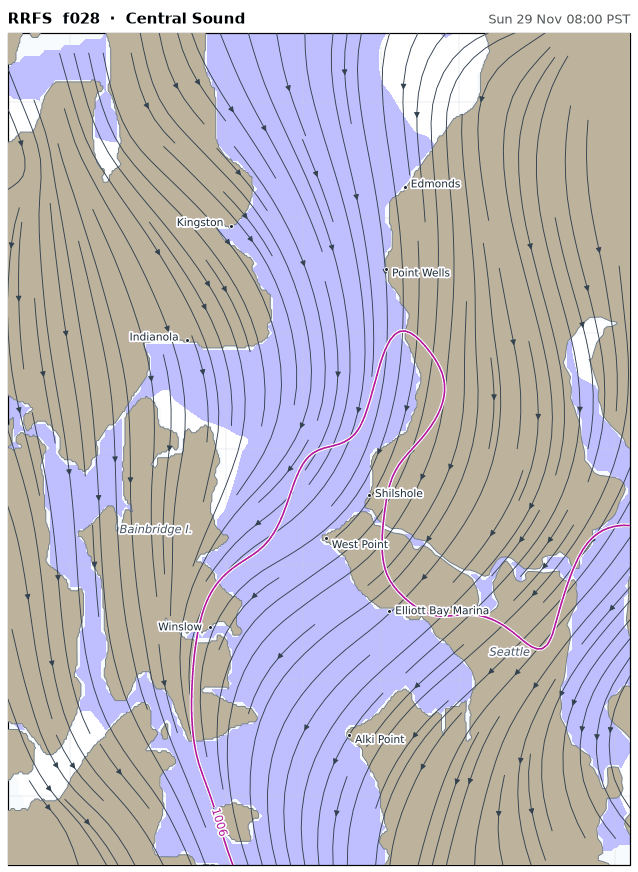 RRFS f028 · Central Sound
Sun 29 Nov 08:00 PST
Edmonds
Kingston
Point Wells
Indianola
Shilshole
Bainbridge I.
West Point
Elliott Bay Marina
Winslow
Seattle
Alki Point
1006